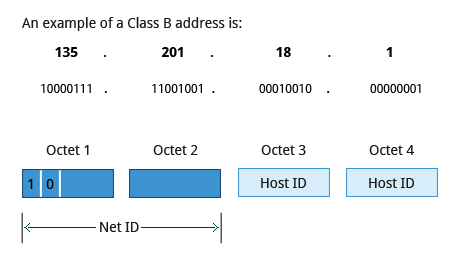 An example of a Class B address is:
135 . 201 . 18 . 1
10000111 . 11001001 . 00010010 . 00000001
Octet 1 Octet 2 Octet 3 Octet 4
1 0 Host ID Host ID
Net ID